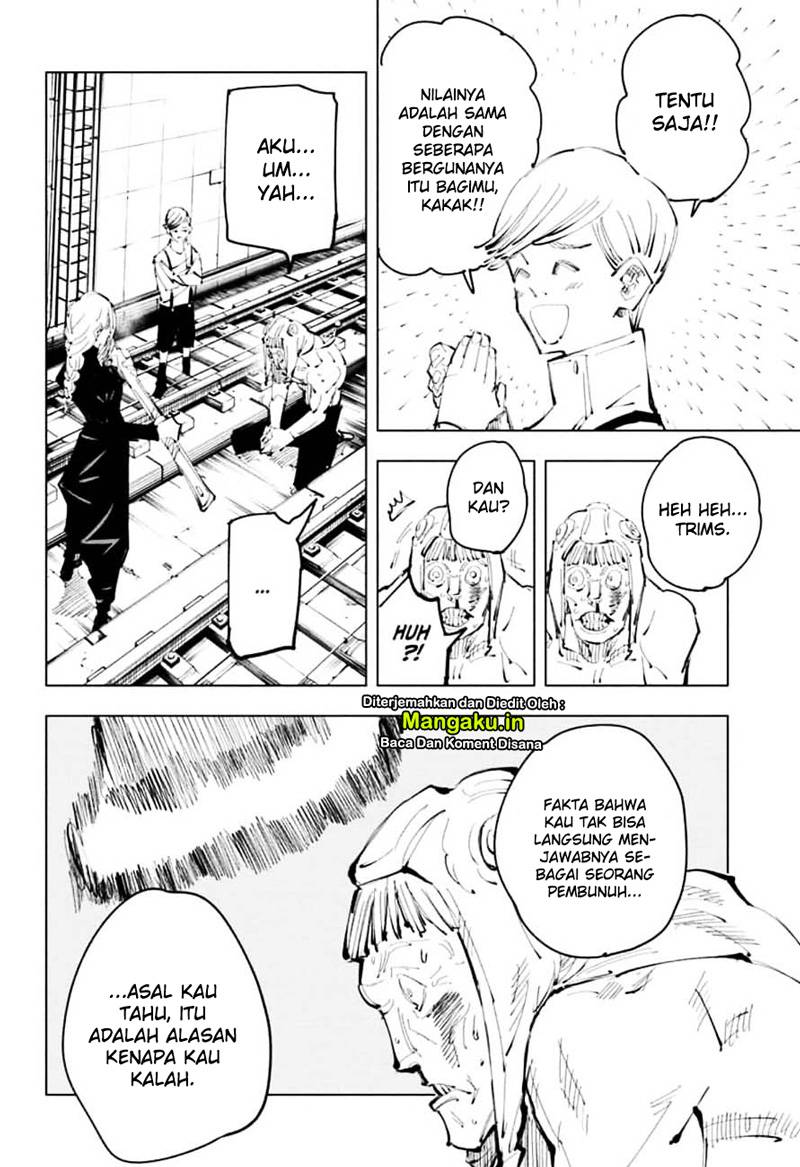 TENTU
SAJA!!
NILAINYA
ADALAH SAMA
DENGAN
SEBERAPA
BERGUNANYA
ITU BAGIMU,
KAKAK!!
AKU...
UM...
YAH...
...
HEH HEH...
TRIMS.
DAN
KAU?
HUH
?!
Diterjemahkan dan Diedit Oleh :
Mangaku.in
Baca Dan Koment Disana
FAKTA BAHWA
KAU TAK BISA
LANGSUNG MEN-
JAWABNYA SE-
BAGAI SEORANG
PEMBUNUH...
...ASAL KAU
TAHU, ITU
ADALAH ALASAN
KENAPA KAU
KALAH.